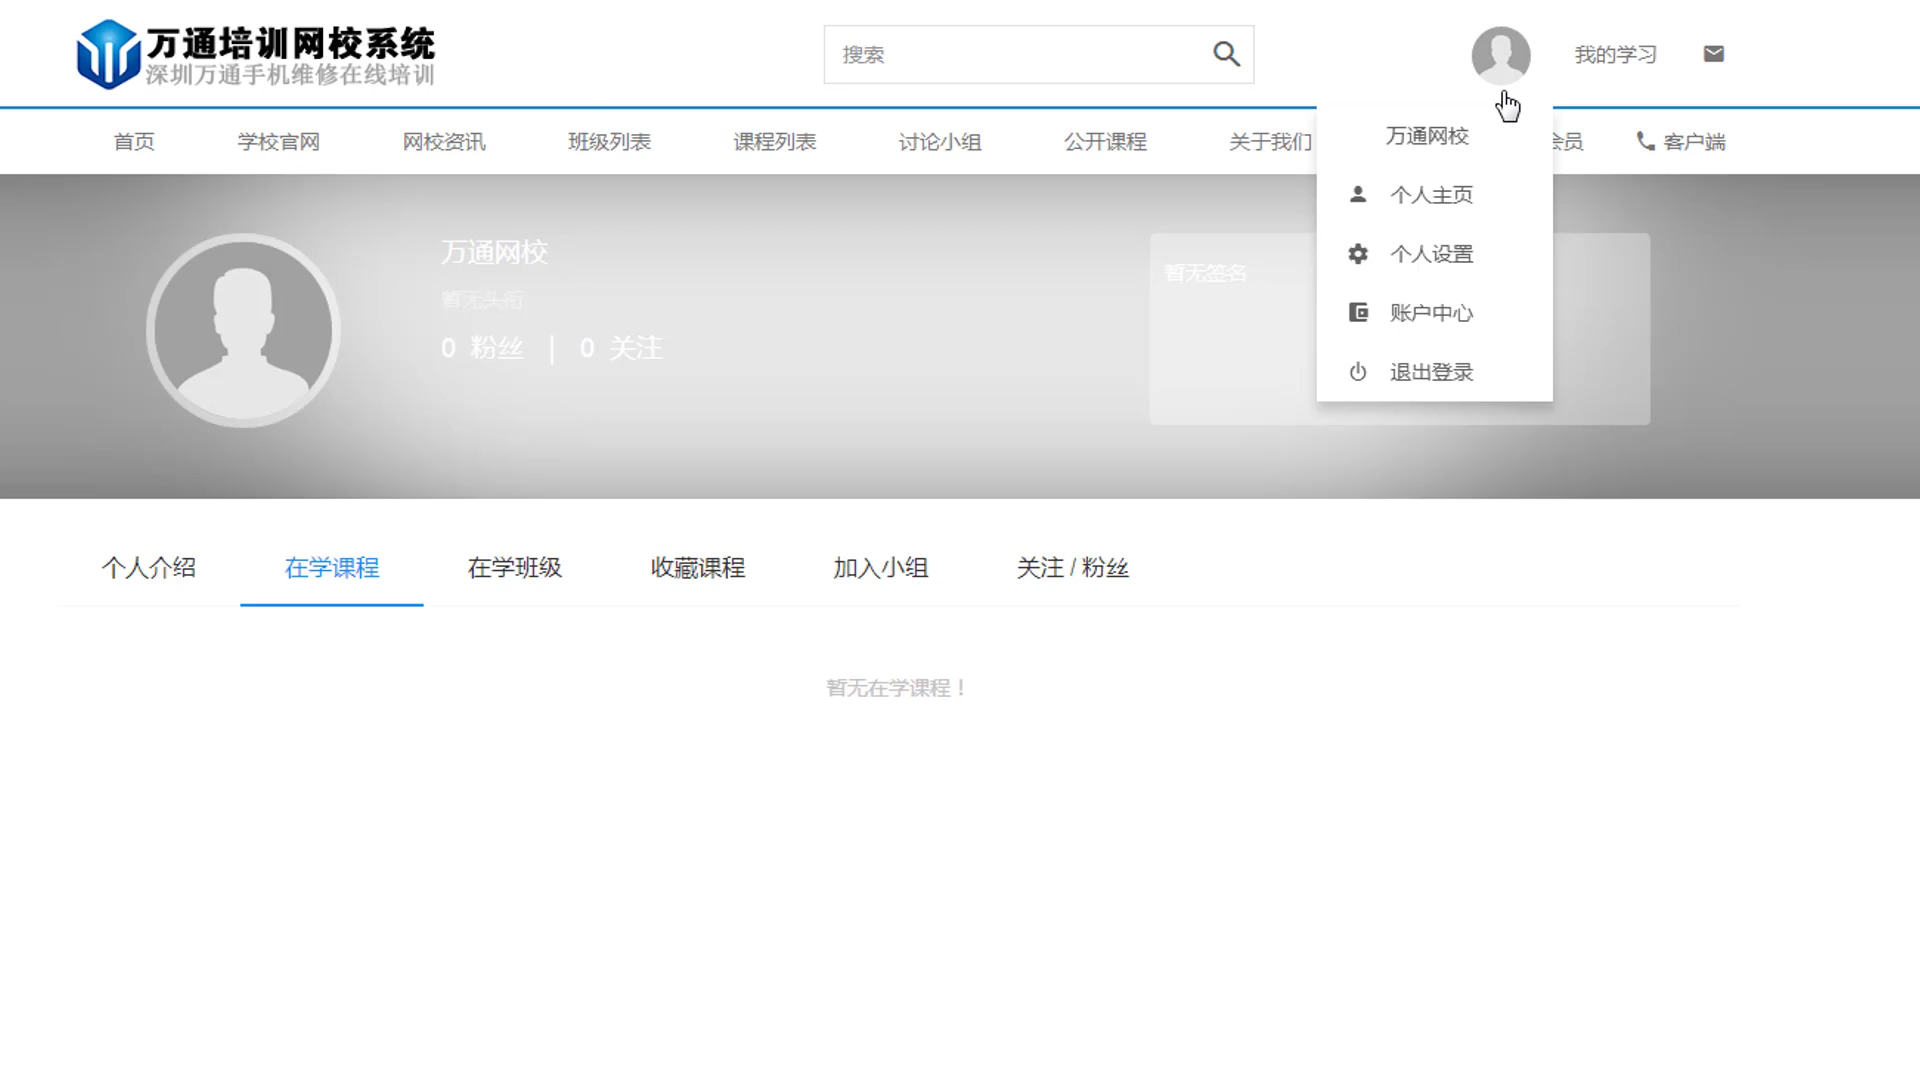 万通培训网校系统
深圳万通手机维修在线培训
搜索
我的学习
首页
学校官网
网校资讯
班级列表
课程列表
讨论小组
公开课程
关于我们
会员
客户端
万通网校
个人主页
个人设置
账户中心
退出登录
万通网校
暂无头衔
0 粉丝 | 0 关注
暂无签名
个人介绍
在学课程
在学班级
收藏课程
加入小组
关注 / 粉丝
暂无在学课程！